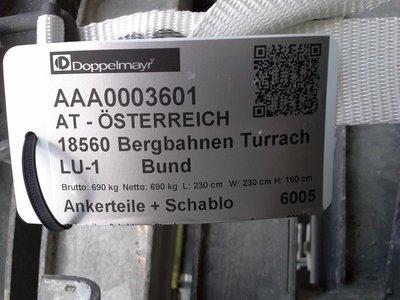 Doppelmayr
AAA0003601
AT - ÖSTERREICH
18560 Bergbahnen Turrach
LU-1 Bund
Brutto: 690 kg Netto: 690 kg L: 230 cm W: 230 cm H: 160 cm
Ankerteile + Schablo 6005